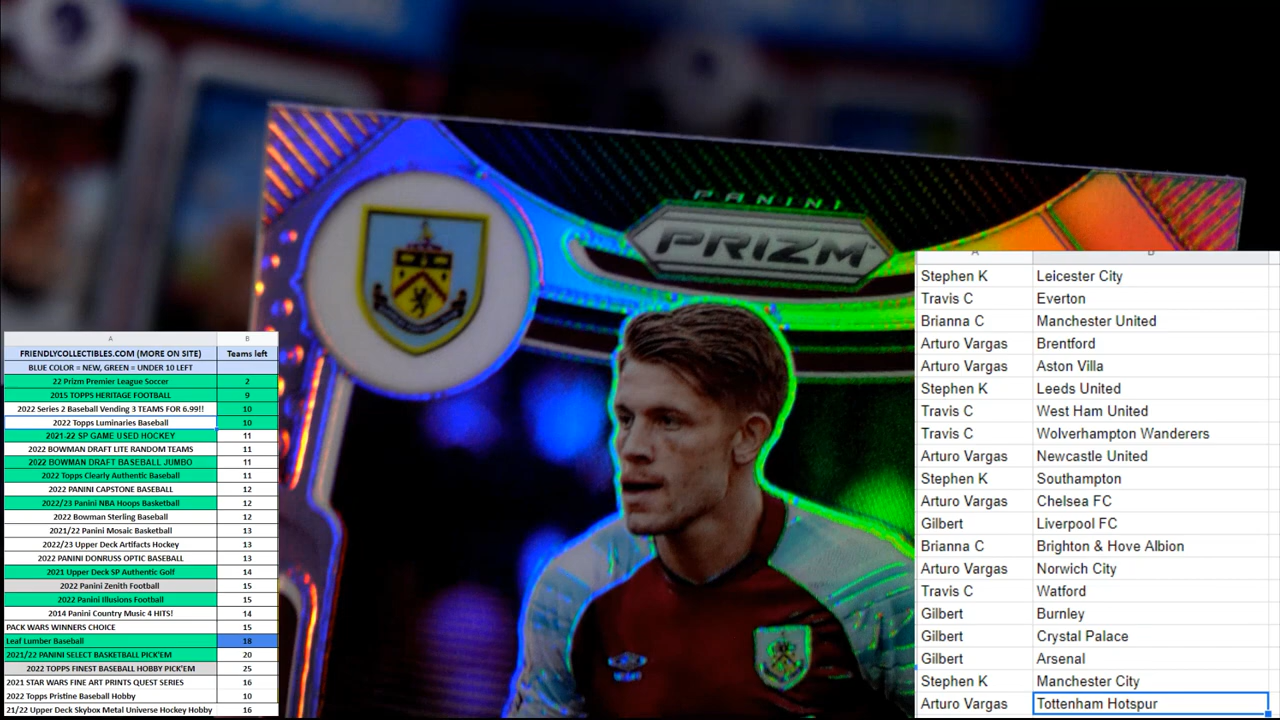 PANINI
PRIZM
A B
FRIENDLYCOLLECTIBLES.COM (MORE ON SITE) Teams left
BLUE COLOR = NEW, GREEN = UNDER 10 LEFT
22 Prizm Premier League Soccer 2
2015 TOPPS HERITAGE FOOTBALL 9
2022 Series 2 Baseball Vending 3 TEAMS FOR 6.99!! 10
2022 Topps Luminaries Baseball 10
2021-22 SP GAME USED HOCKEY 11
2022 BOWMAN DRAFT LITE RANDOM TEAMS 11
2022 BOWMAN DRAFT BASEBALL JUMBO 11
2022 Topps Clearly Authentic Baseball 11
2022 PANINI CAPSTONE BASEBALL 12
2022/23 Panini NBA Hoops Basketball 12
2022 Bowman Sterling Baseball 12
2021/22 Panini Mosaic Basketball 13
2022/23 Upper Deck Artifacts Hockey 13
2022 PANINI DONRUSS OPTIC BASEBALL 13
2021 Upper Deck SP Authentic Golf 14
2022 Panini Zenith Football 15
2022 Panini Illusions Football 15
2014 Panini Country Music 4 HITS! 14
PACK WARS WINNERS CHOICE 15
Leaf Lumber Baseball 18
2021/22 PANINI SELECT BASKETBALL PICK'EM 20
2022 TOPPS FINEST BASEBALL HOBBY PICK'EM 25
2021 STAR WARS FINE ART PRINTS QUEST SERIES 16
2022 Topps Pristine Baseball Hobby 10
21/22 Upper Deck Skybox Metal Universe Hockey Hobby 16
Stephen K Leicester City
Travis C Everton
Brianna C Manchester United
Arturo Vargas Brentford
Arturo Vargas Aston Villa
Stephen K Leeds United
Travis C West Ham United
Travis C Wolverhampton Wanderers
Arturo Vargas Newcastle United
Stephen K Southampton
Arturo Vargas Chelsea FC
Gilbert Liverpool FC
Brianna C Brighton & Hove Albion
Arturo Vargas Norwich City
Travis C Watford
Gilbert Burnley
Gilbert Crystal Palace
Gilbert Arsenal
Stephen K Manchester City
Arturo Vargas Tottenham Hotspur